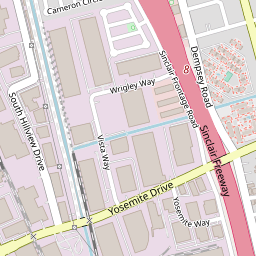 Cameron Circle
Wrigley Way
Sinclair Frontage Road
Dempsey Road
8
South Hillview Drive
Vista Way
Sinclair Freeway
Yosemite Drive
Yosemite Way